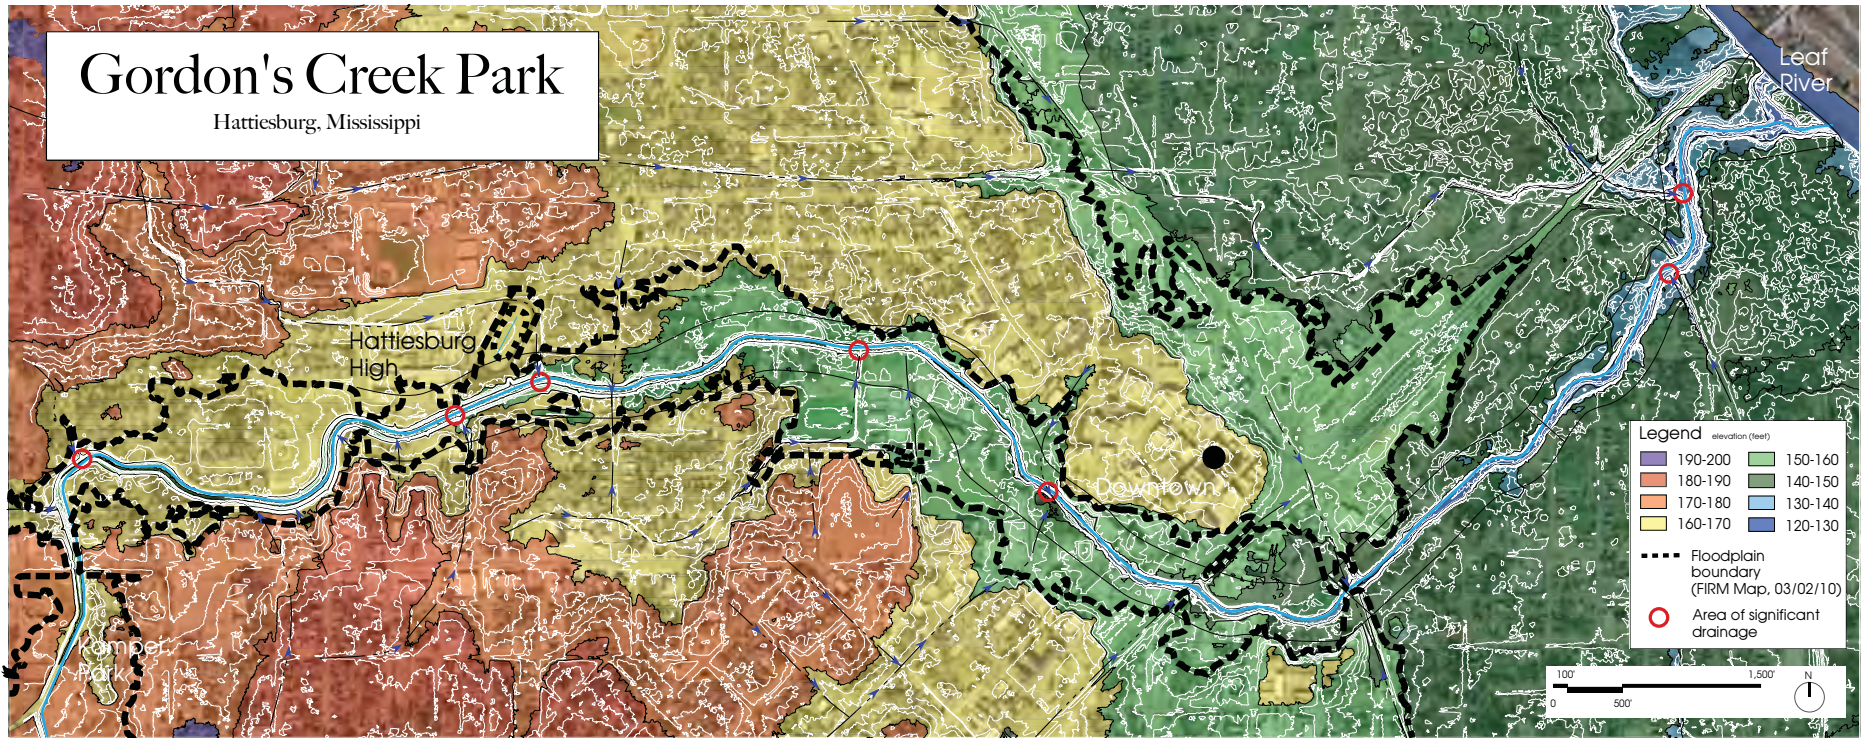 Gordon's Creek Park
Hattiesburg, Mississippi
Leaf
River
Hattiesburg
High
Downtown
Kamper
Park
Legend elevation (feet)
190-200 150-160
180-190 140-150
170-180 130-140
160-170 120-130
Floodplain
boundary
(FIRM Map, 03/02/10)
Area of significant
drainage
100' 1,500'
0 500'
N